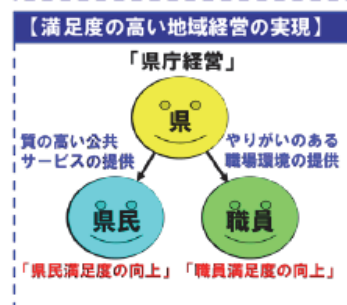 【満足度の高い地域経営の実現】
「県庁経営」
県
質の高い公共
サービスの提供
やりがいのある
職場環境の提供
県民
職員
「県民満足度の向上」
「職員満足度の向上」